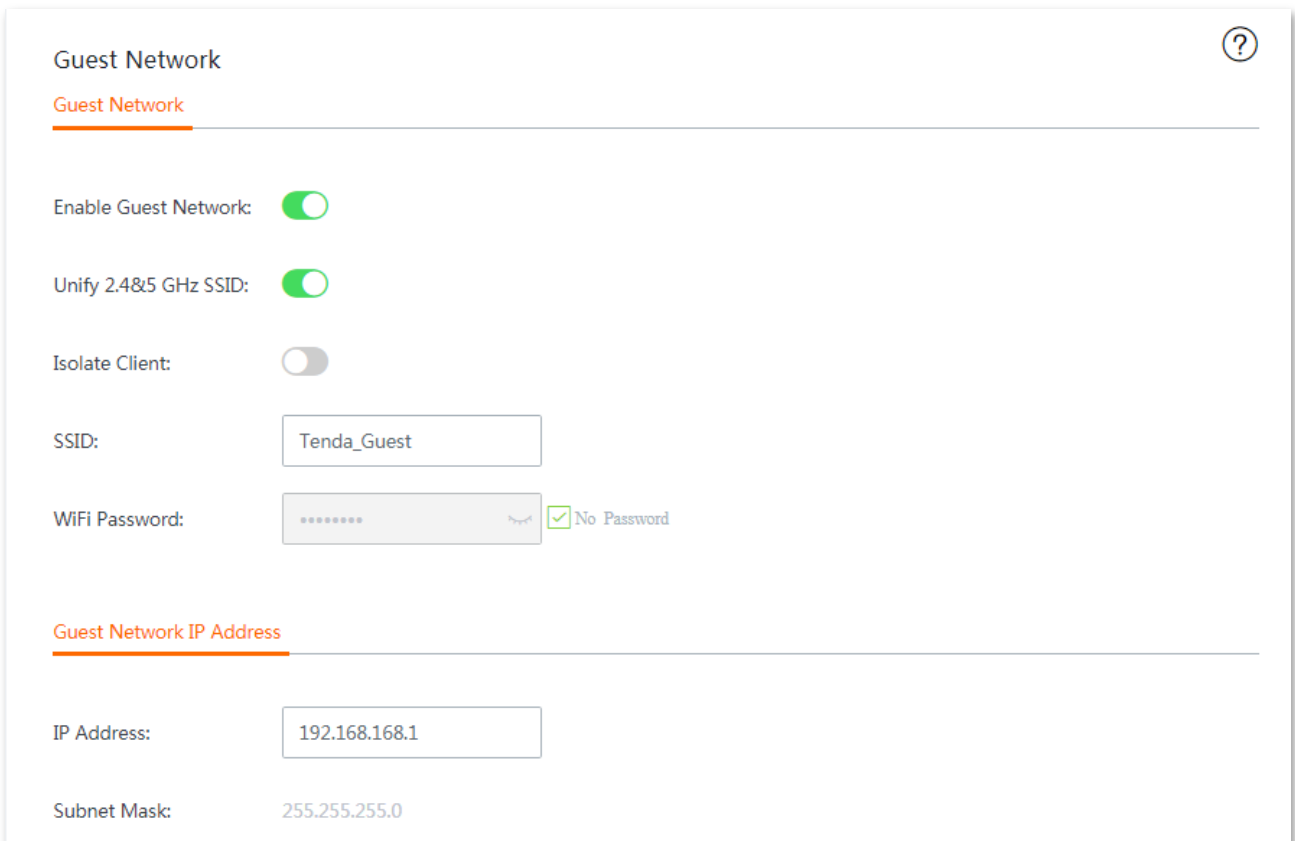 Guest Network
?
Guest Network
Enable Guest Network:
Unify 2.4&5 GHz SSID:
Isolate Client:
SSID: Tenda_Guest
WiFi Password: •••••••• No Password
Guest Network IP Address
IP Address: 192.168.168.1
Subnet Mask: 255.255.255.0